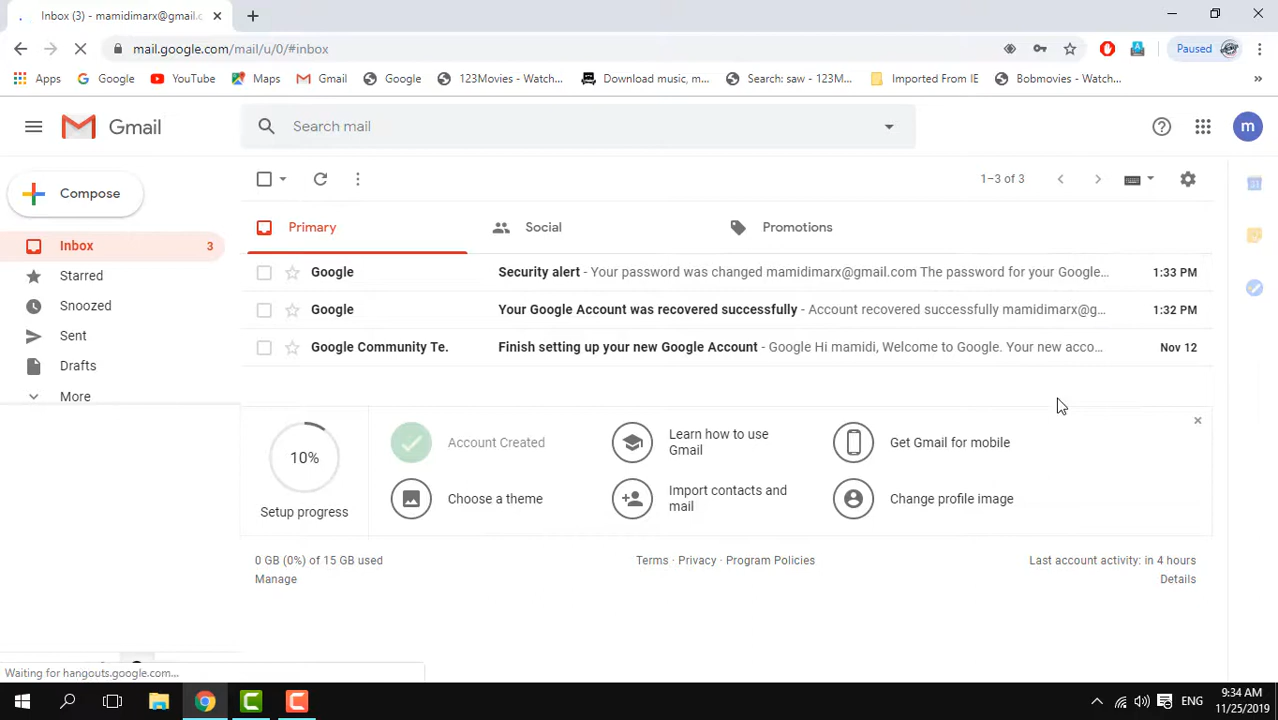 Inbox (3) - mamidimarx@gmail.c
mail.google.com/mail/u/0/#inbox
Paused
Apps
Google
YouTube
Maps
Gmail
Google
123Movies - Watch...
Download music, m...
Search: saw - 123M...
Imported From IE
Bobmovies - Watch...
»
Gmail
Search mail
m
Compose
1–3 of 3
Inbox 3
Primary
Social
Promotions
Starred
Google Security alert - Your password was changed mamidimarx@gmail.com The password for your Google... 1:33 PM
Snoozed
Google Your Google Account was recovered successfully - Account recovered successfully mamidimarx@g... 1:32 PM
Sent
Google Community Te. Finish setting up your new Google Account - Google Hi mamidi, Welcome to Google. Your new acco... Nov 12
Drafts
More
10%
Setup progress
Account Created
Learn how to use
Gmail
Get Gmail for mobile
Choose a theme
Import contacts and
mail
Change profile image
0 GB (0%) of 15 GB used
Manage
Terms · Privacy · Program Policies
Last account activity: in 4 hours
Details
Waiting for hangouts.google.com...
ENG
9:34 AM
11/25/2019